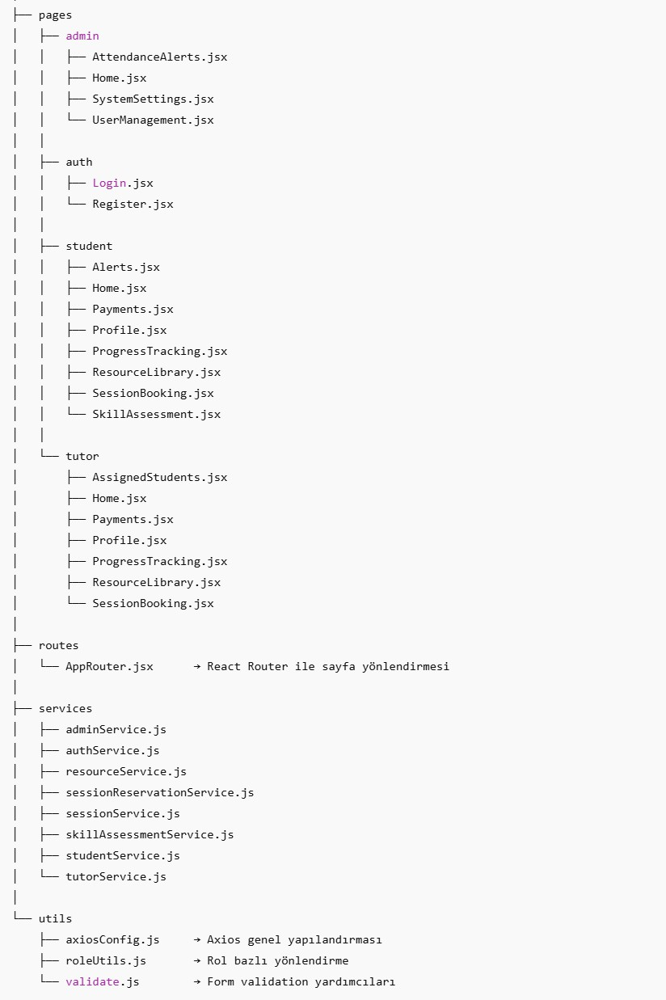 ├── pages
│   ├── admin
│   │   ├── AttendanceAlerts.jsx
│   │   ├── Home.jsx
│   │   ├── SystemSettings.jsx
│   │   └── UserManagement.jsx
│   │
│   ├── auth
│   │   ├── Login.jsx
│   │   └── Register.jsx
│   │
│   ├── student
│   │   ├── Alerts.jsx
│   │   ├── Home.jsx
│   │   ├── Payments.jsx
│   │   ├── Profile.jsx
│   │   ├── ProgressTracking.jsx
│   │   ├── ResourceLibrary.jsx
│   │   ├── SessionBooking.jsx
│   │   └── SkillAssessment.jsx
│   │
│   └── tutor
│       ├── AssignedStudents.jsx
│       ├── Home.jsx
│       ├── Payments.jsx
│       ├── Profile.jsx
│       ├── ProgressTracking.jsx
│       ├── ResourceLibrary.jsx
│       └── SessionBooking.jsx
│
├── routes
│   └── AppRouter.jsx      → React Router ile sayfa yönlendirmesi
│
├── services
│   ├── adminService.js
│   ├── authService.js
│   ├── resourceService.js
│   ├── sessionReservationService.js
│   ├── sessionService.js
│   ├── skillAssessmentService.js
│   ├── studentService.js
│   └── tutorService.js
│
└── utils
    ├── axiosConfig.js     → Axios genel yapılandırması
    ├── roleUtils.js       → Rol bazlı yönlendirme
    └── validate.js        → Form validation yardımcıları